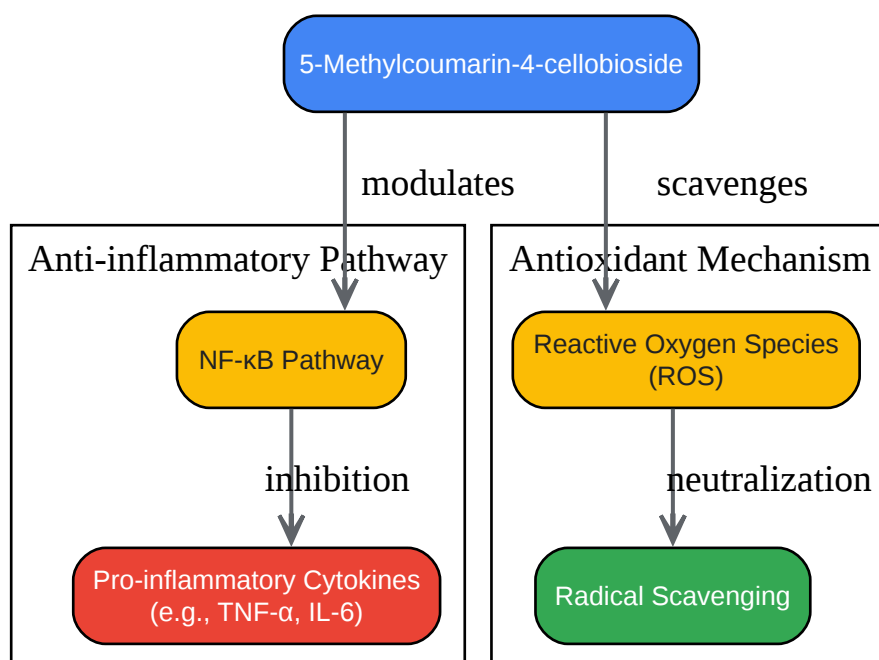 5-Methylcoumarin-4-cellobioside
modulates
scavenges
Anti-inflammatory Pathway
Antioxidant Mechanism
NF-κB Pathway
Reactive Oxygen Species
(ROS)
inhibition
neutralization
Pro-inflammatory Cytokines
(e.g., TNF-α, IL-6)
Radical Scavenging